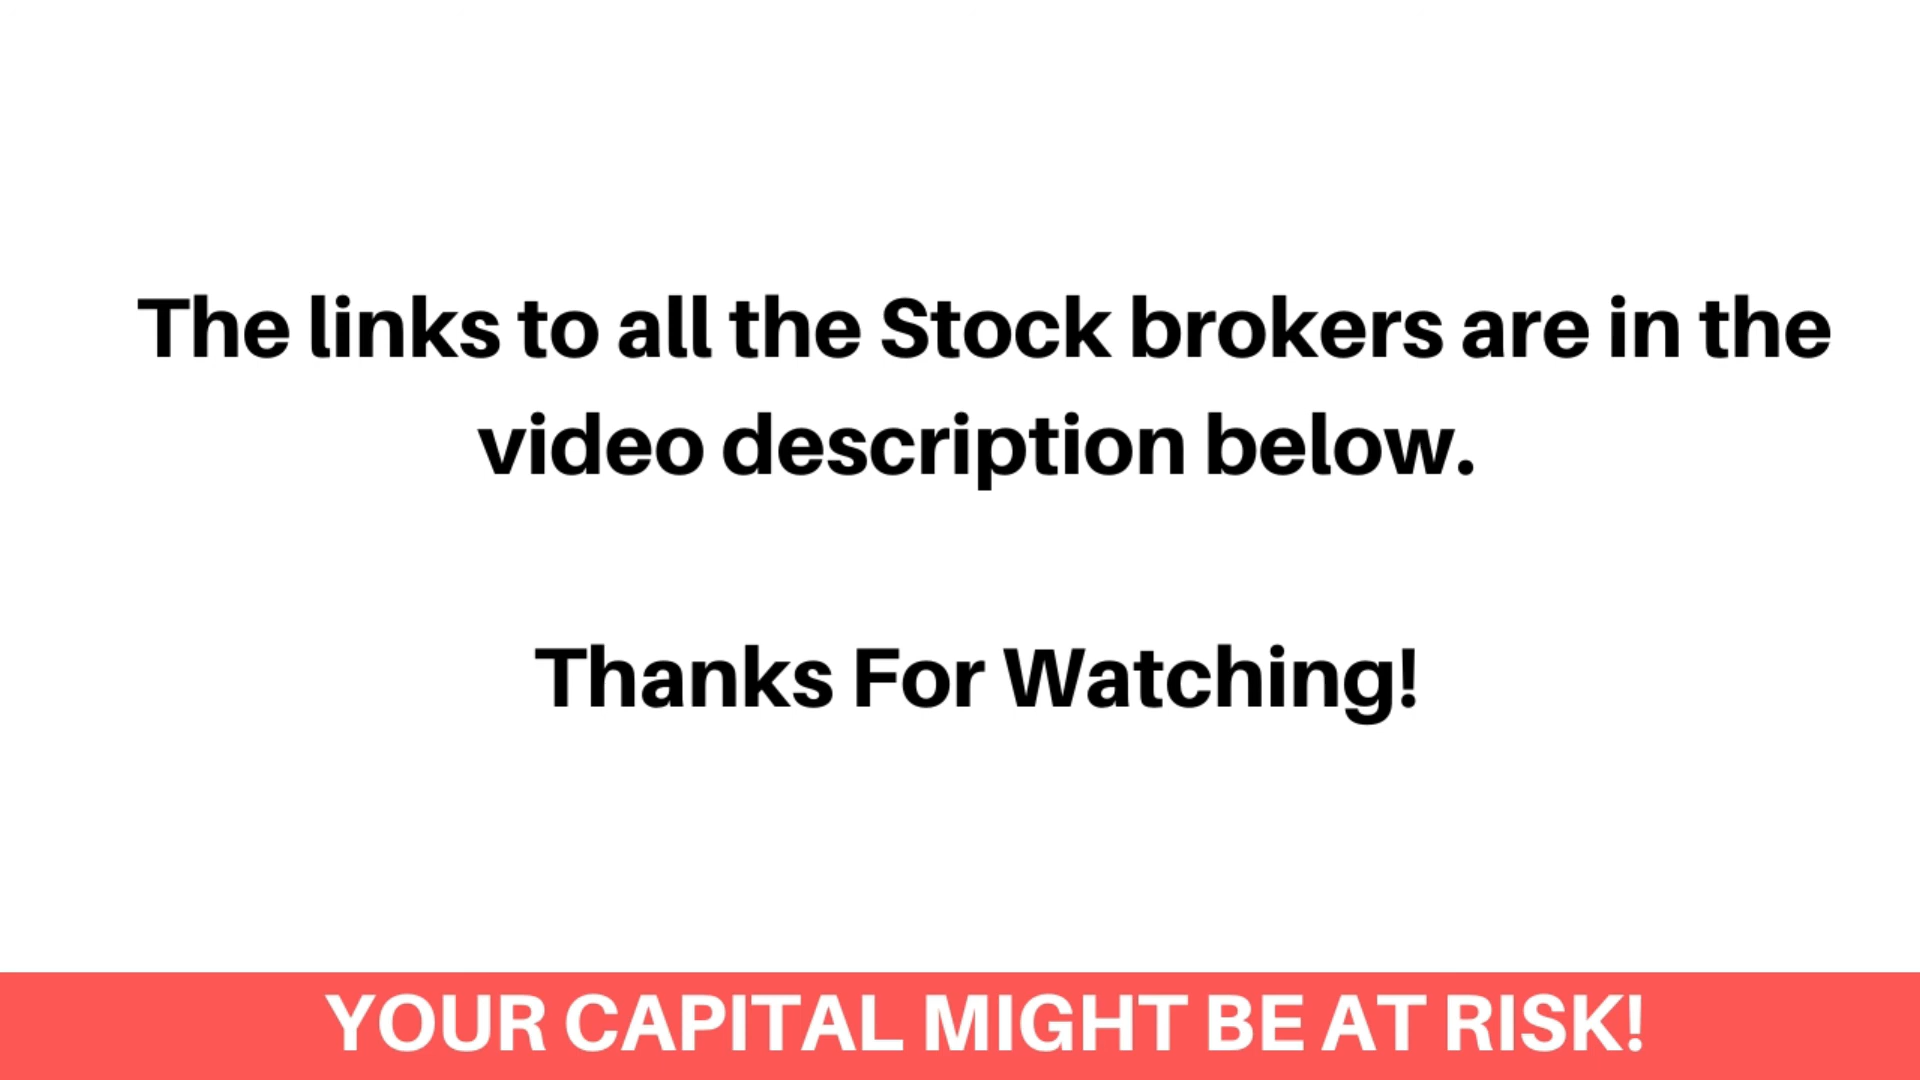 The links to all the Stock brokers are in the
video description below.
Thanks For Watching!
YOUR CAPITAL MIGHT BE AT RISK!